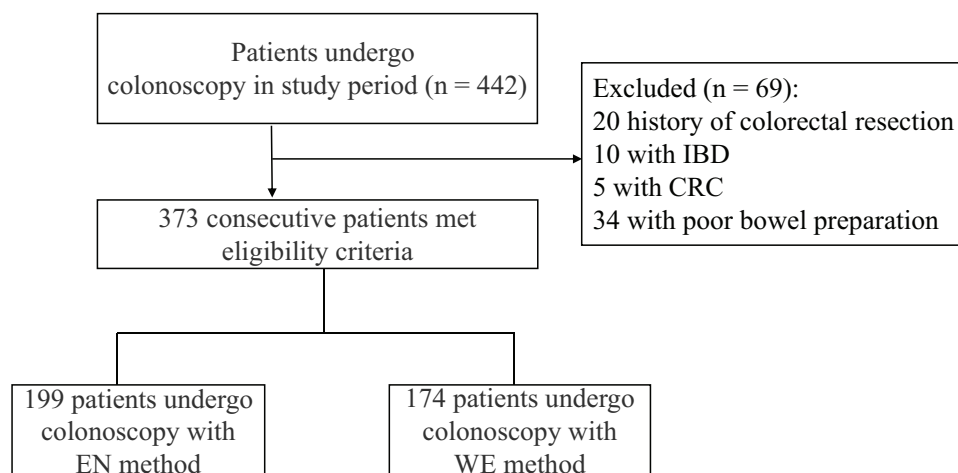 Patients undergo
colonoscopy in study period (n = 442)
Excluded (n = 69):
20 history of colorectal resection
10 with IBD
5 with CRC
34 with poor bowel preparation
373 consecutive patients met
eligibility criteria
199 patients undergo
colonoscopy with
EN method
174 patients undergo
colonoscopy with
WE method